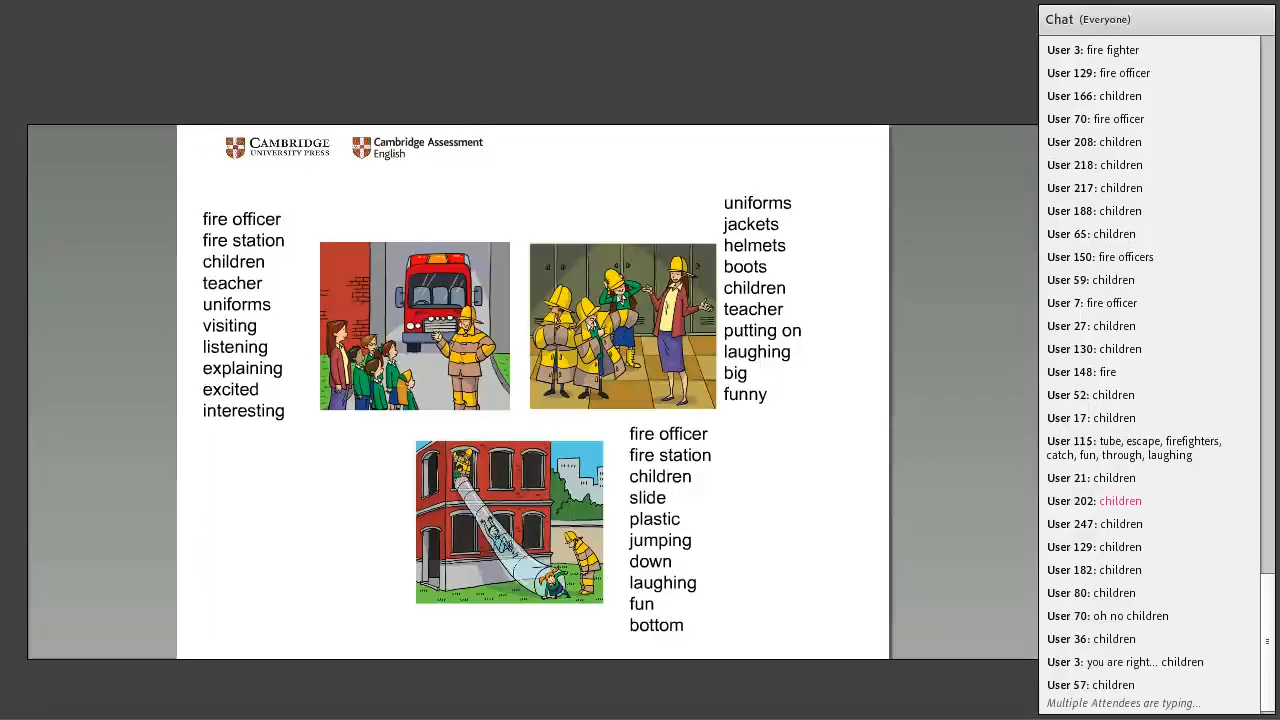 CAMBRIDGE
UNIVERSITY PRESS
Cambridge Assessment
English
fire officer
fire station
children
teacher
uniforms
visiting
listening
explaining
excited
interesting
uniforms
jackets
helmets
boots
children
teacher
putting on
laughing
big
funny
fire officer
fire station
children
slide
plastic
jumping
down
laughing
fun
bottom
Chat (Everyone)
User 3: fire fighter
User 129: fire officer
User 166: children
User 70: fire officer
User 208: children
User 218: children
User 217: children
User 188: children
User 65: children
User 150: fire officers
User 59: children
User 7: fire officer
User 27: children
User 130: children
User 148: fire
User 52: children
User 17: children
User 115: tube, escape, firefighters,
catch, fun, through, laughing
User 21: children
User 202: children
User 247: children
User 129: children
User 182: children
User 80: children
User 70: oh no children
User 36: children
User 3: you are right... children
User 57: children
Multiple Attendees are typing...